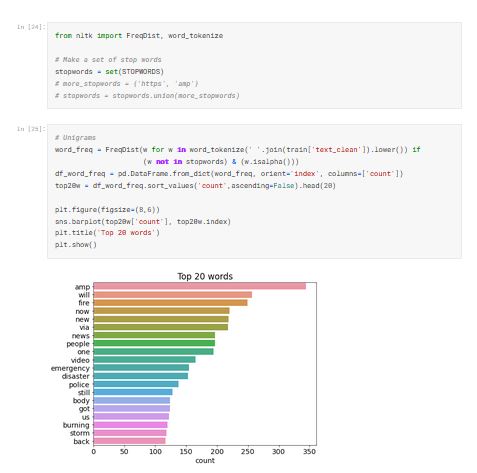 In [24]:
from nltk import FreqDist, word_tokenize
# Make a set of stop words
stopwords = set(STOPWORDS)
# more_stopwords = {'https', 'amp'}
# stopwords = stopwords.union(more_stopwords)
In [25]:
# Unigrams
word_freq = FreqDist(w for w in word_tokenize(' '.join(train['text_clean']).lower()) if
(w not in stopwords) & (w.isalpha()))
df_word_freq = pd.DataFrame.from_dict(word_freq, orient='index', columns=['count'])
top20w = df_word_freq.sort_values('count',ascending=False).head(20)
plt.figure(figsize=(8,6))
sns.barplot(top20w['count'], top20w.index)
plt.title('Top 20 words')
plt.show()
Top 20 words
amp
will
fire
now
new
via
news
people
one
video
emergency
disaster
police
still
body
got
us
burning
storm
back
0 50 100 150 200 250 300 350
count